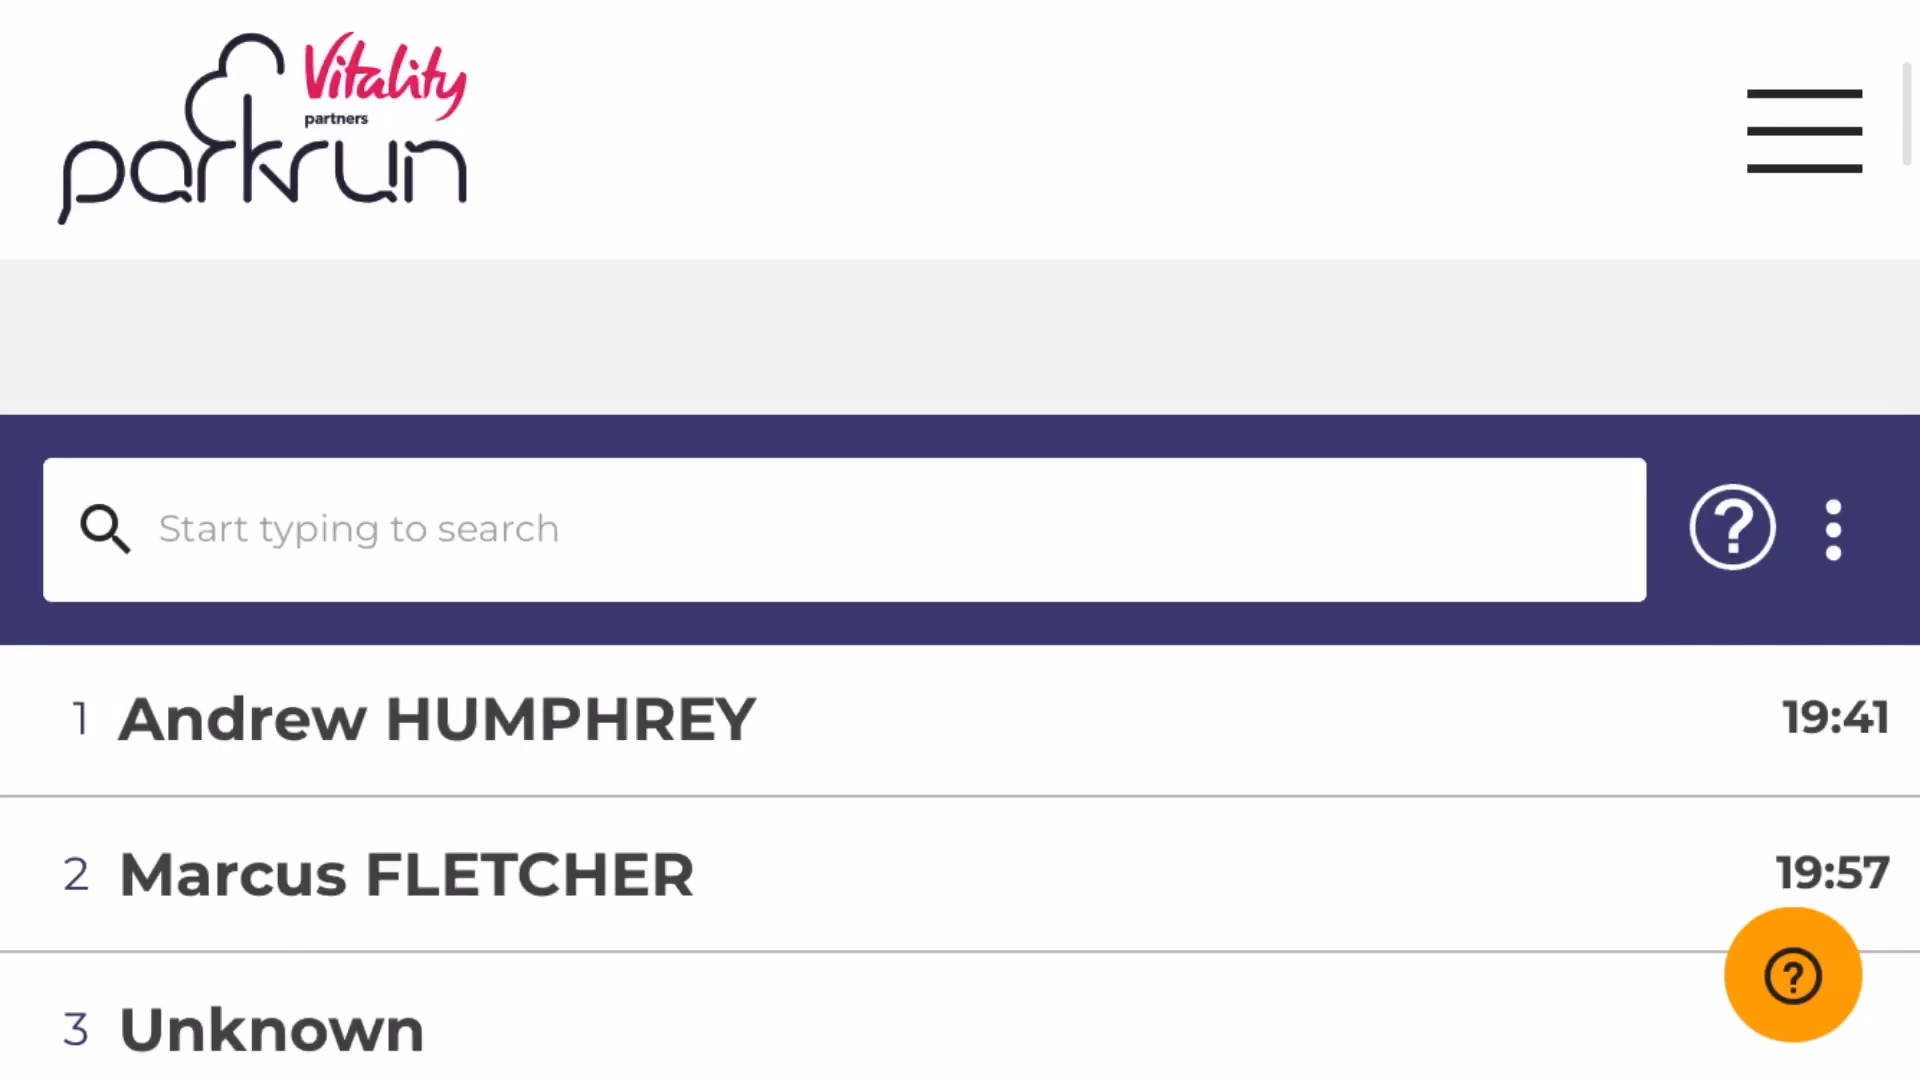 Vitality
partners
parkrun
Start typing to search
1 Andrew HUMPHREY 19:41
2 Marcus FLETCHER 19:57
3 Unknown